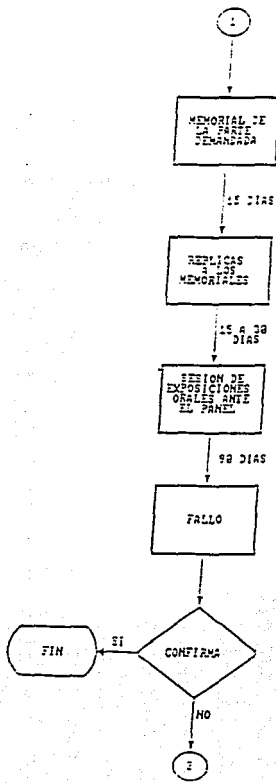 1
MEMORIAL DE
LA PARTE
DEMANDADA
15 DIAS
REPLICAS
A LOS
MEMORIALES
15 A 30
DIAS
SESION DE
EXPOSICIONES
ORALES ANTE
EL PANEL
90 DIAS
FALLO
CONFIRMA
SI
FIN
NO
2